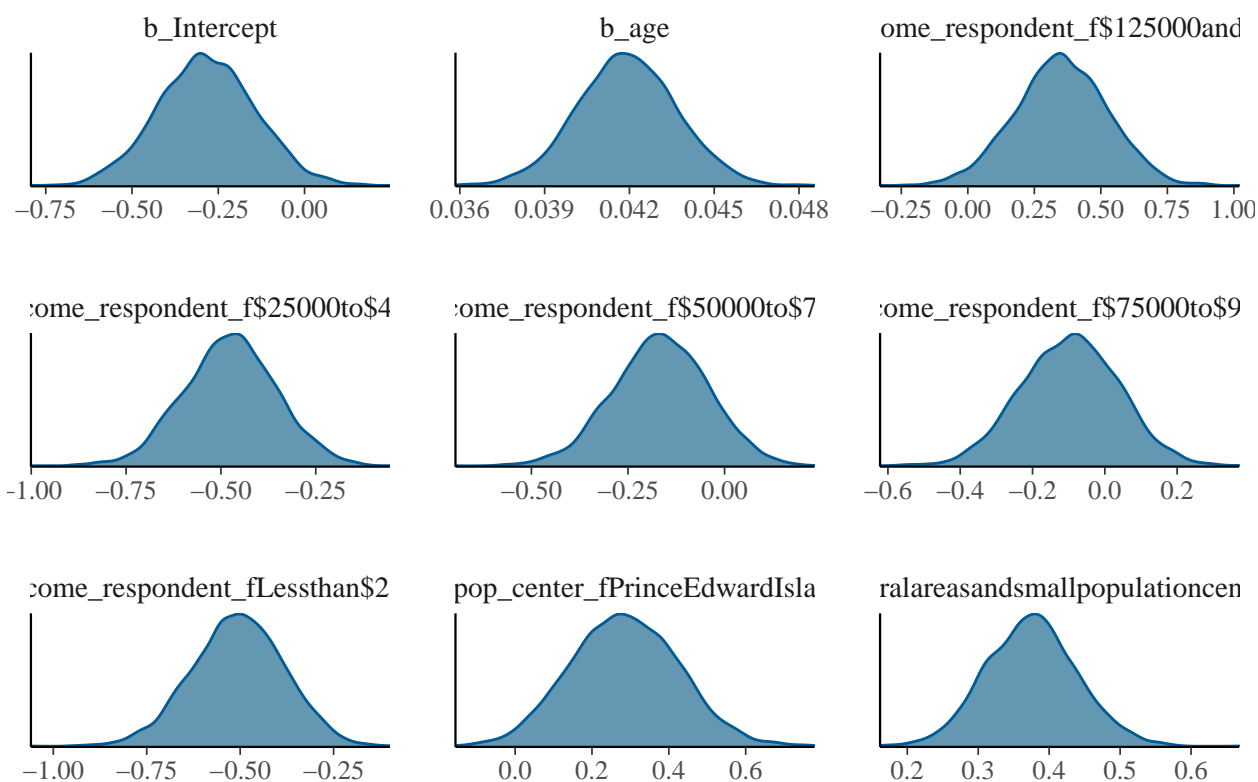 b_Intercept
b_age
ome_respondent_f$125000and
−0.75 −0.50 −0.25 0.00
0.036 0.039 0.042 0.045 0.048
−0.25 0.00 0.25 0.50 0.75 1.00
come_respondent_f$25000to$4
come_respondent_f$50000to$7
come_respondent_f$75000to$9
−1.00 −0.75 −0.50 −0.25
−0.50 −0.25 0.00
−0.6 −0.4 −0.2 0.0 0.2
come_respondent_fLessthan$2
pop_center_fPrinceEdwardIsla
ralareasandsmallpopulationcen
−1.00 −0.75 −0.50 −0.25
0.0 0.2 0.4 0.6
0.2 0.3 0.4 0.5 0.6